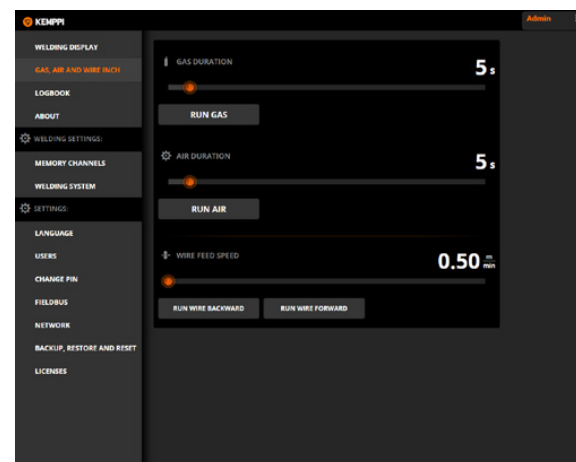 KEMPPI
Admin
WELDING DISPLAY
GAS, AIR AND WIRE INCH
LOGBOOK
ABOUT
WELDING SETTINGS:
MEMORY CHANNELS
WELDING SYSTEM
SETTINGS:
LANGUAGE
USERS
CHANGE PIN
FIELDBUS
NETWORK
BACKUP, RESTORE AND RESET
LICENSES
GAS DURATION
5 s
RUN GAS
AIR DURATION
5 s
RUN AIR
WIRE FEED SPEED
0.50 m/min
RUN WIRE BACKWARD
RUN WIRE FORWARD